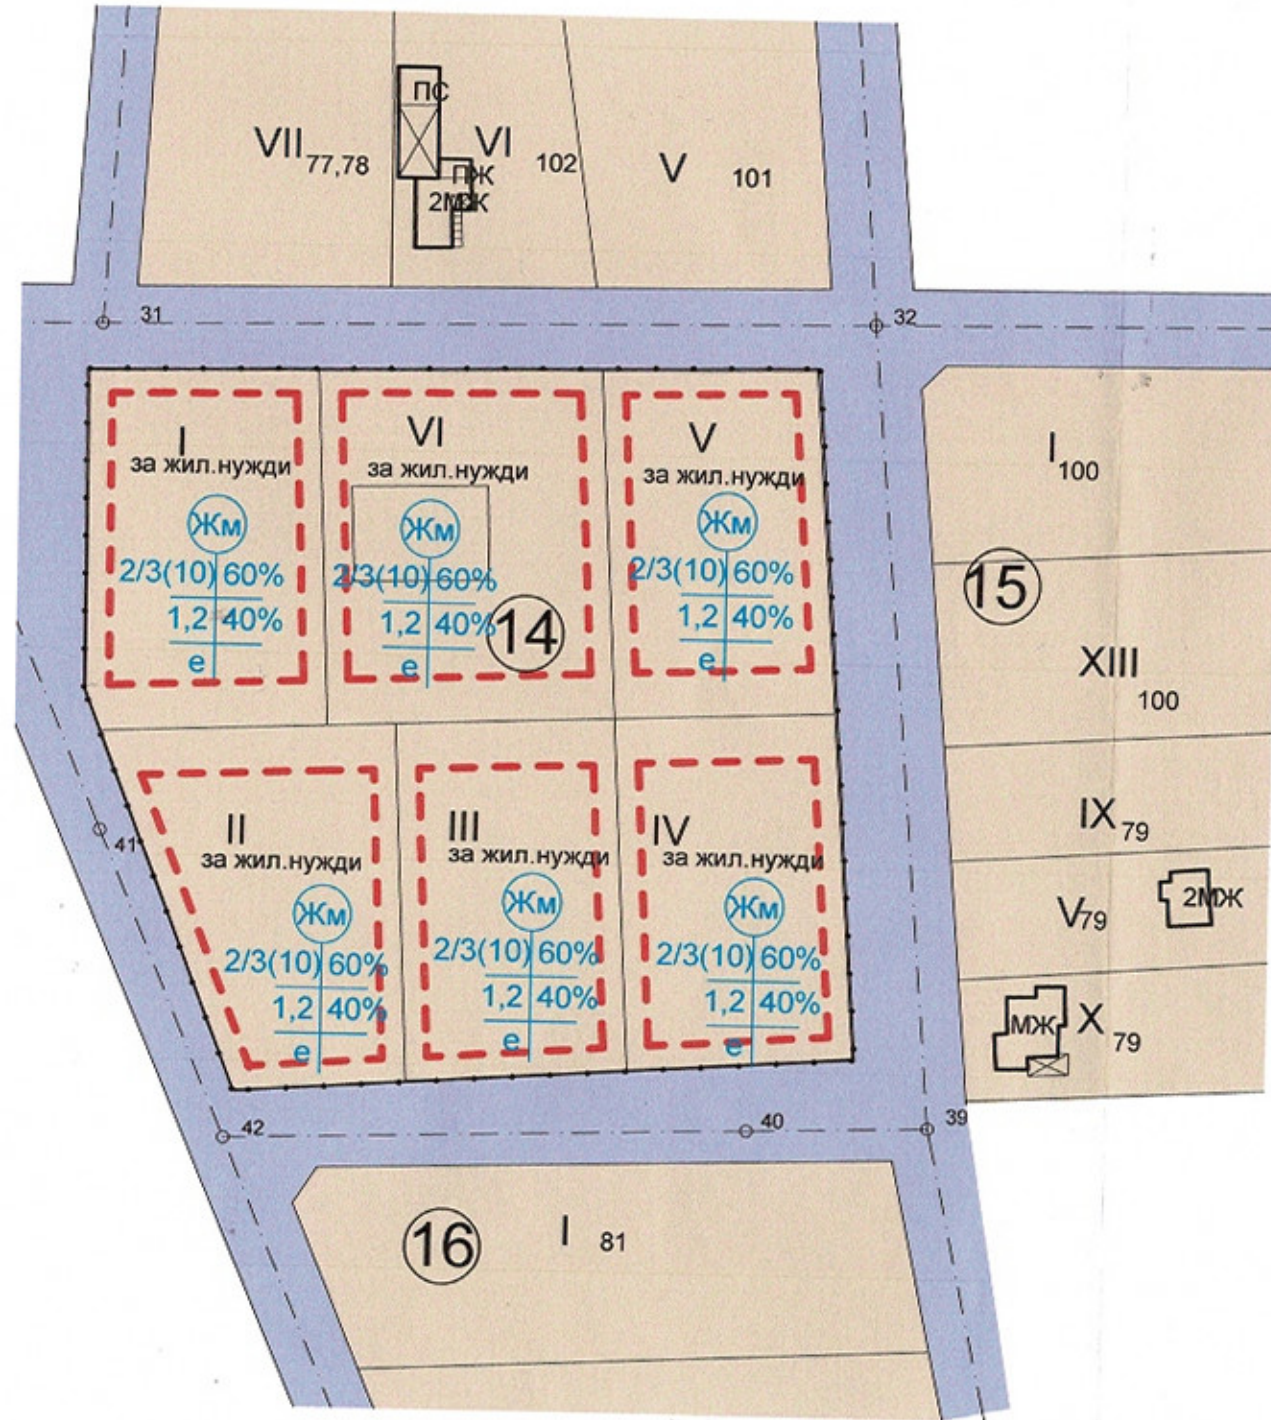 ПС
VII 77,78
VI 102
V 101
ПЖ
2МЖ
31
32
I
за жил.нужди
Жм
2/3(10) 60%
1,2 40%
е
VI
за жил.нужди
Жм
2/3(10) 60%
1,2 40%
е
14
V
за жил.нужди
Жм
2/3(10) 60%
1,2 40%
е
I 100
15
XIII 100
IX 79
V 79
2МЖ
X 79
МЖ
41
II
за жил.нужди
Жм
2/3(10) 60%
1,2 40%
е
III
за жил.нужди
Жм
2/3(10) 60%
1,2 40%
е
IV
за жил.нужди
Жм
2/3(10) 60%
1,2 40%
е
42
40
39
16
I 81